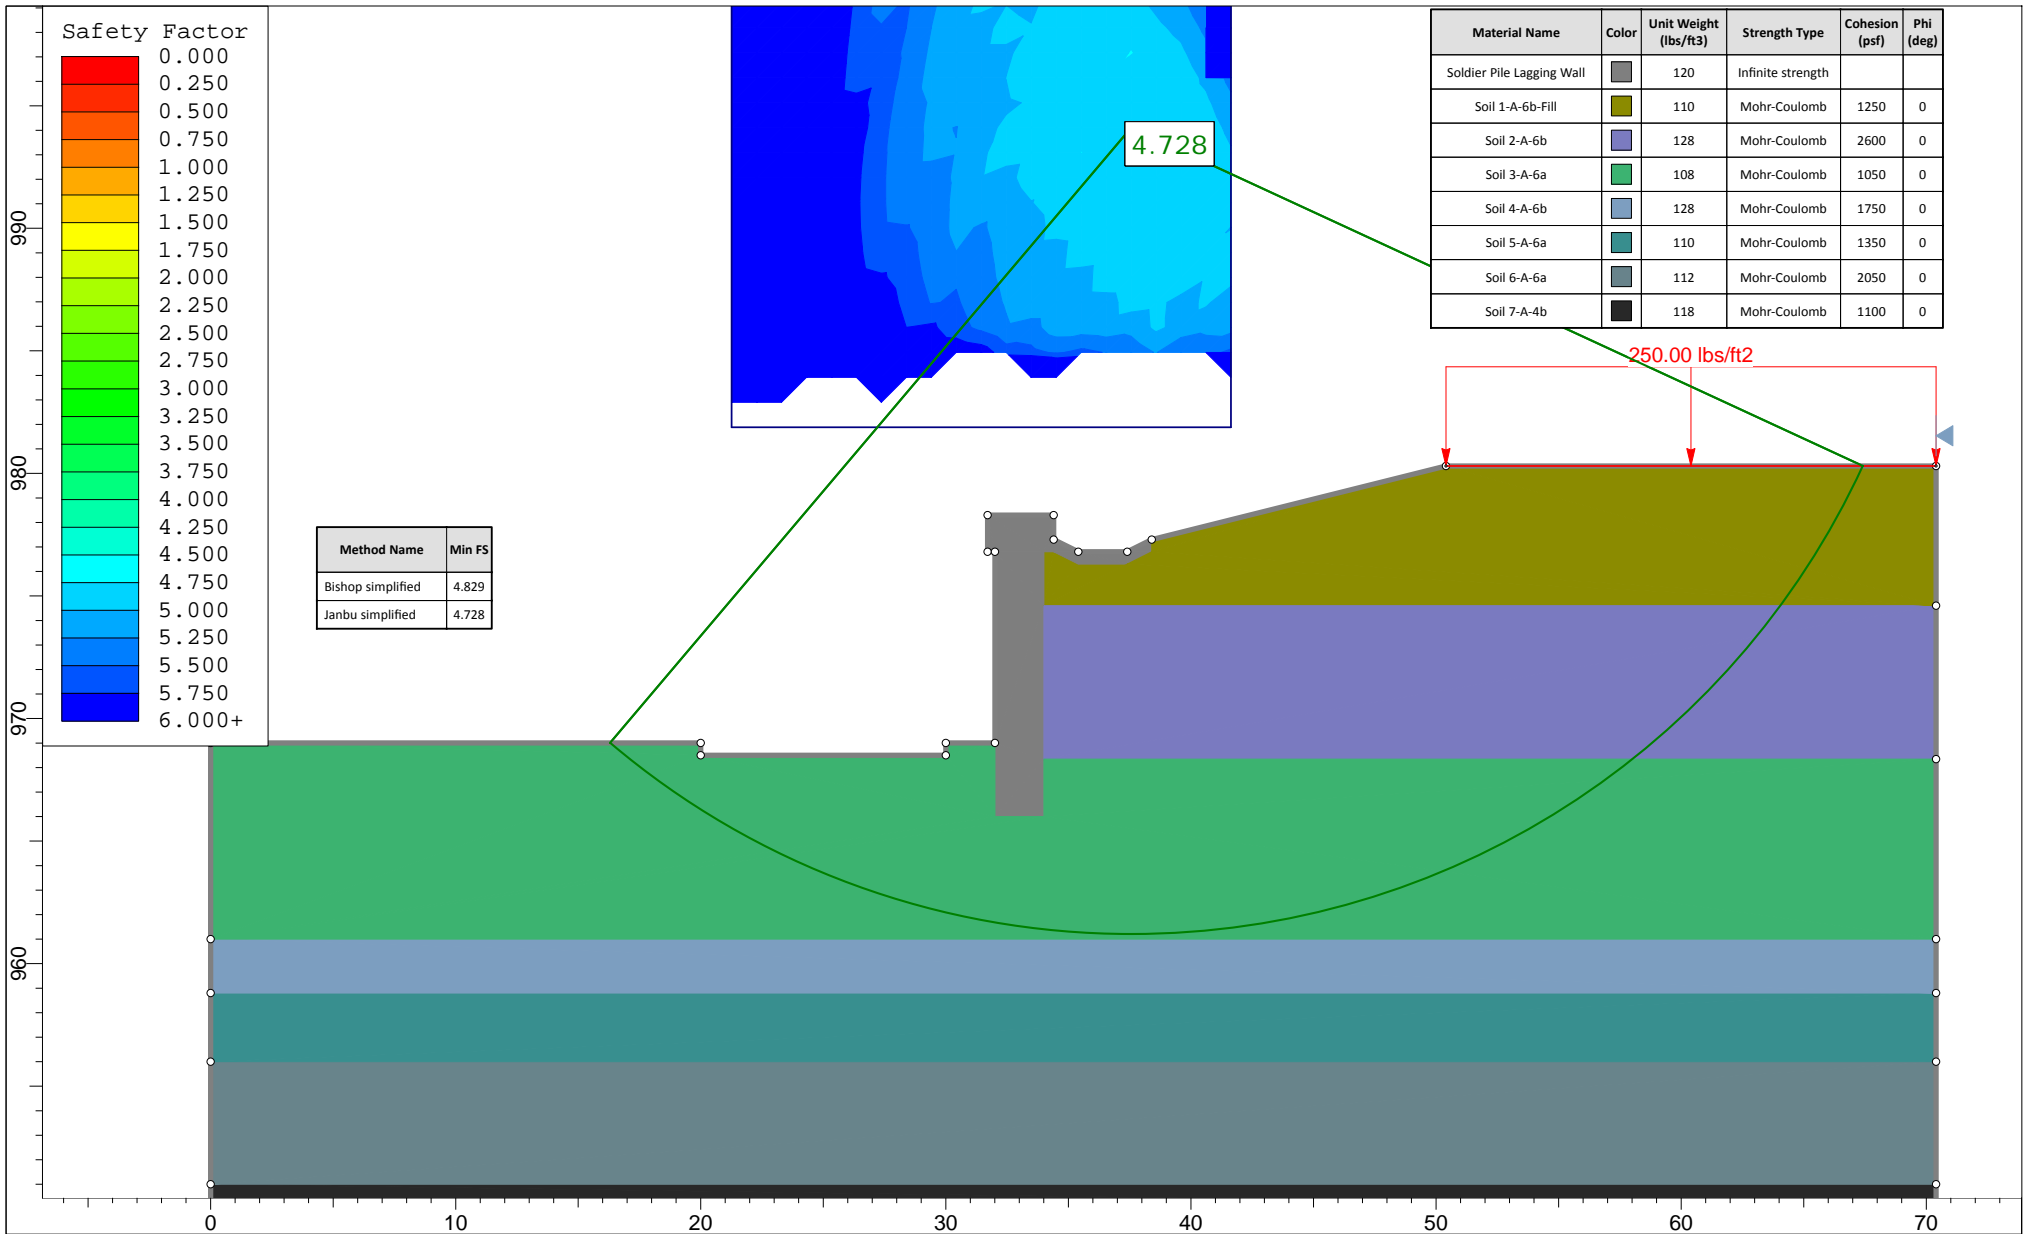 Safety Factor
0.000
0.250
0.500
0.750
1.000
1.250
1.500
1.750
2.000
2.250
2.500
2.750
3.000
3.250
3.500
3.750
4.000
4.250
4.500
4.750
5.000
5.250
5.500
5.750
6.000+
4.728
Material Name Color Unit Weight (lbs/ft3) Strength Type Cohesion (psf) Phi (deg)
Soldier Pile Lagging Wall 120 Infinite strength
Soil 1-A-6b-Fill 110 Mohr-Coulomb 1250 0
Soil 2-A-6b 128 Mohr-Coulomb 2600 0
Soil 3-A-6a 108 Mohr-Coulomb 1050 0
Soil 4-A-6b 128 Mohr-Coulomb 1750 0
Soil 5-A-6a 110 Mohr-Coulomb 1350 0
Soil 6-A-6a 112 Mohr-Coulomb 2050 0
Soil 7-A-4b 118 Mohr-Coulomb 1100 0
250.00 lbs/ft2
Method Name Min FS
Bishop simplified 4.829
Janbu simplified 4.728
990
980
970
960
0 10 20 30 40 50 60 70